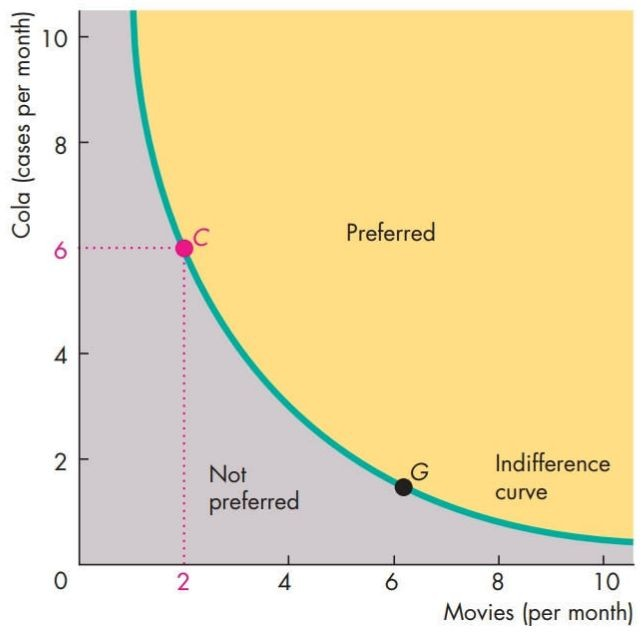 Cola (cases per month)
10
8
6
4
2
0
C
Preferred
G
Indifference
curve
Not
preferred
2
4
6
8
10
Movies (per month)